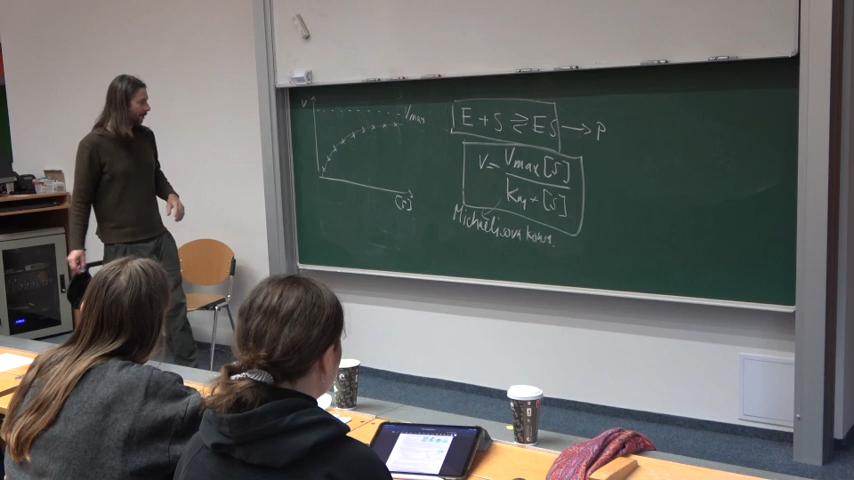 v
Vmax
[S]
E + S ⇄ ES → P
v = Vmax [S]
Km + [S]
Michaelisova konst.